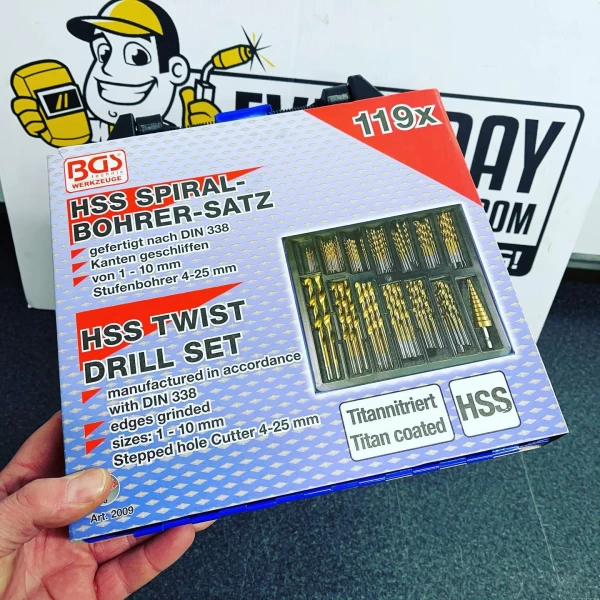 119x
BGS
technic
WERKZEUGE
HSS SPIRAL-
BOHRER-SATZ
gefertigt nach DIN 338
Kanten geschliffen
von 1 - 10 mm
Stufenbohrer 4-25 mm
HSS TWIST
DRILL SET
manufactured in accordance
with DIN 338
edges grinded
sizes: 1 - 10 mm
Stepped hole Cutter 4-25 mm
Titannitriert
Titan coated
HSS
Art. 2009